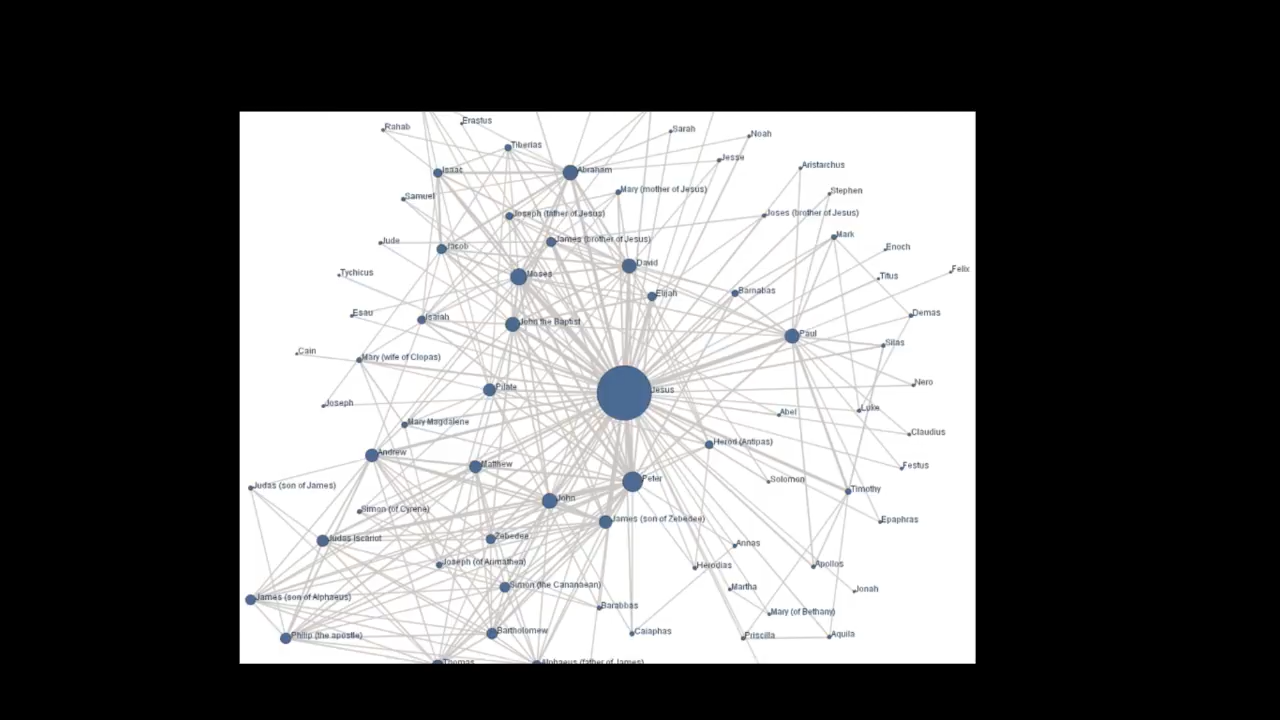 Erastus
Rahab
Sarah
Noah
Tiberias
Jesse
Aristarchus
Isaac
Abraham
Mary (mother of Jesus)
Stephen
Samuel
Joseph (father of Jesus)
Joses (brother of Jesus)
Mark
Jude
James (brother of Jesus)
Jacob
Enoch
David
Felix
Tychicus
Moses
Titus
Barnabas
Elijah
Esau
Demas
Isaiah
John the Baptist
Paul
Silas
Cain
Mary (wife of Clopas)
Nero
Pilate
Jesus
Joseph
Luke
Abel
Mary Magdalene
Claudius
Herod (Antipas)
Andrew
Matthew
Festus
Peter
Solomon
Judas (son of James)
Timothy
John
Simon (of Cyrene)
James (son of Zebedee)
Epaphras
Judas Iscariot
Zebedee
Annas
Joseph (of Arimathea)
Herodias
Apollos
Simon (the Cananaean)
Martha
Jonah
James (son of Alphaeus)
Barabbas
Mary (of Bethany)
Bartholomew
Caiaphas
Philip (the apostle)
Priscilla
Aquila
Thomas
Alphaeus (father of James)